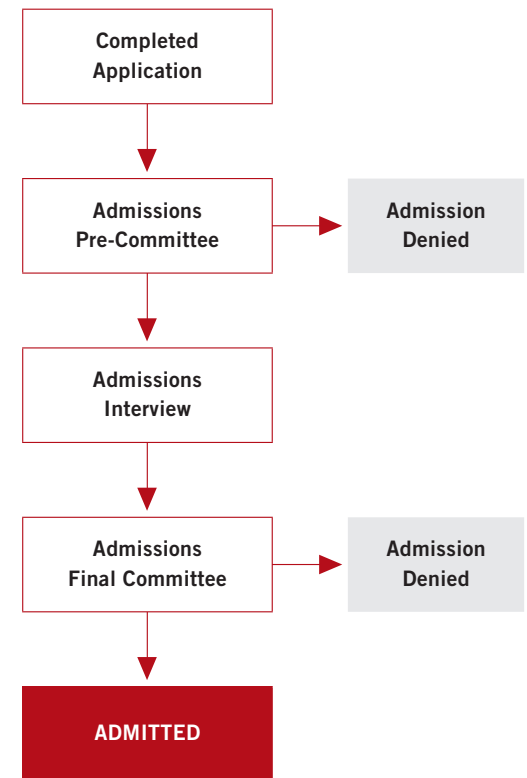 Completed
Application
Admissions
Pre-Committee
Admission
Denied
Admissions
Interview
Admissions
Final Committee
Admission
Denied
ADMITTED